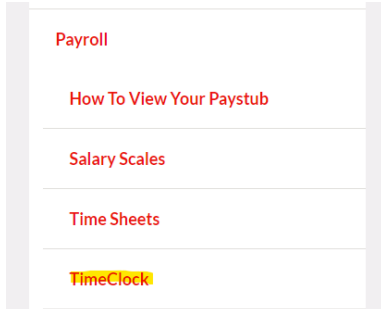 Payroll
How To View Your Paystub
Salary Scales
Time Sheets
TimeClock